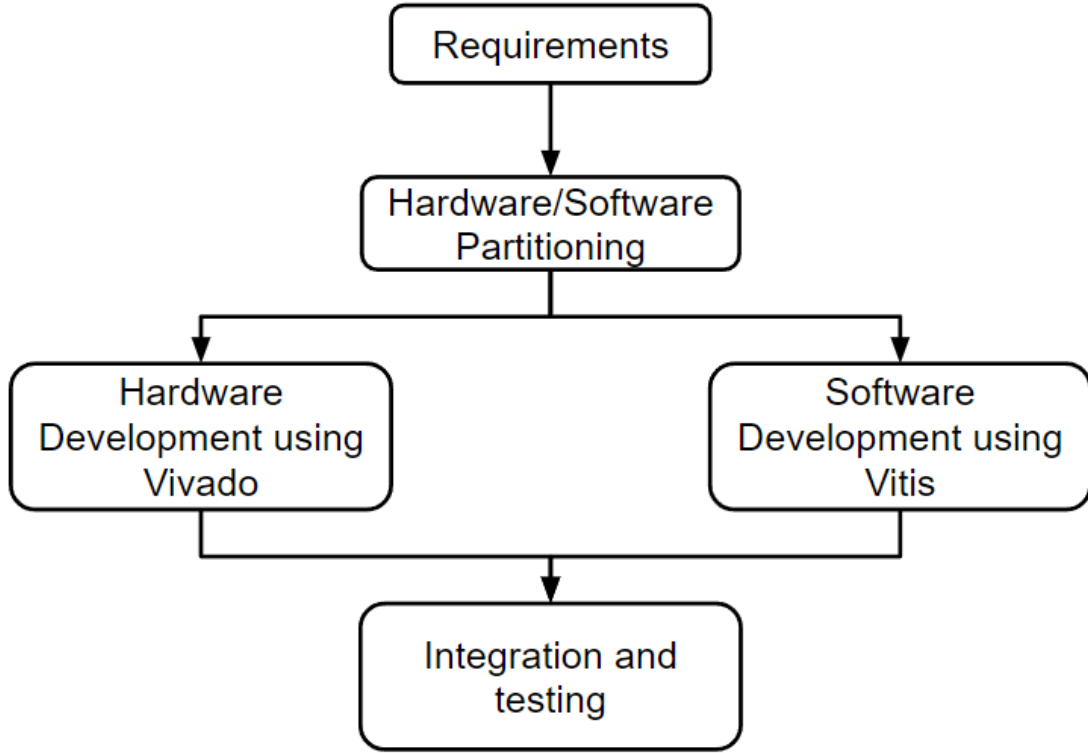 Requirements
Hardware/Software
Partitioning
Hardware
Development using
Vivado
Software
Development using
Vitis
Integration and
testing